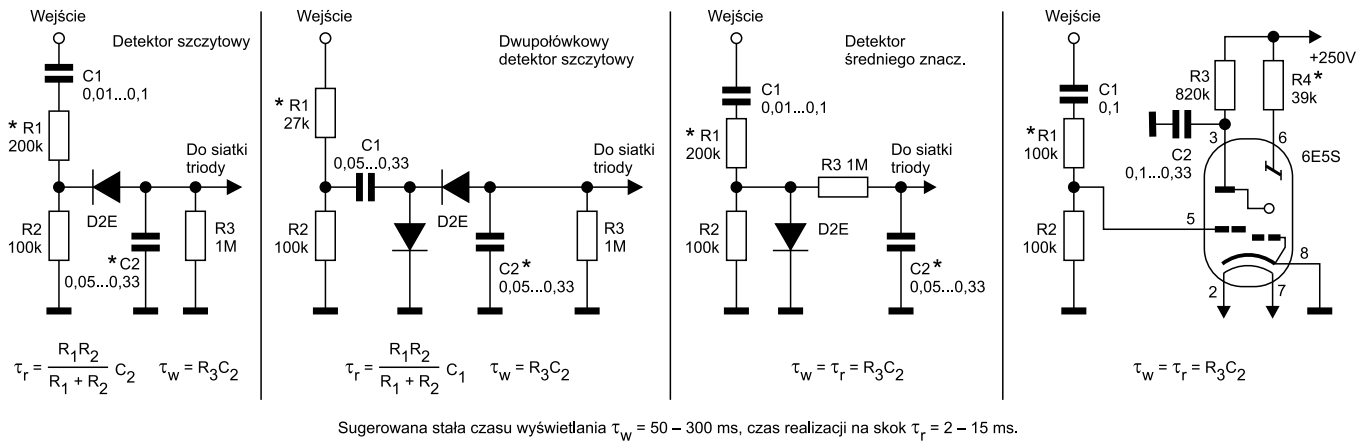 Wejście
Detektor szczytowy
C1
0,01...0,1
* R1
200k
D2E
Do siatki
triody
R2
100k
* C2
0,05...0,33
R3
1M
τr = R1R2 / R1 + R2 C2 τw = R3C2
Wejście
Dwupołówkowy
detektor szczytowy
* R1
27k
C1
0,05...0,33
D2E
Do siatki
triody
R2
100k
C2 *
0,05...0,33
R3
1M
τr = R1R2 / R1 + R2 C1 τw = R3C2
Wejście
Detektor
średniego znacz.
C1
0,01...0,1
* R1
200k
R3 1M
Do siatki
triody
R2
100k
D2E
C2 *
0,05...0,33
τw = τr = R3C2
Wejście
+250V
C1
0,1
* R1
100k
R3
820k
R4 *
39k
C2
0,1...0,33
3
6
6E5S
5
R2
100k
8
2
7
τw = τr = R3C2
Sugerowana stała czasu wyświetlania τw = 50 – 300 ms, czas realizacji na skok τr = 2 – 15 ms.